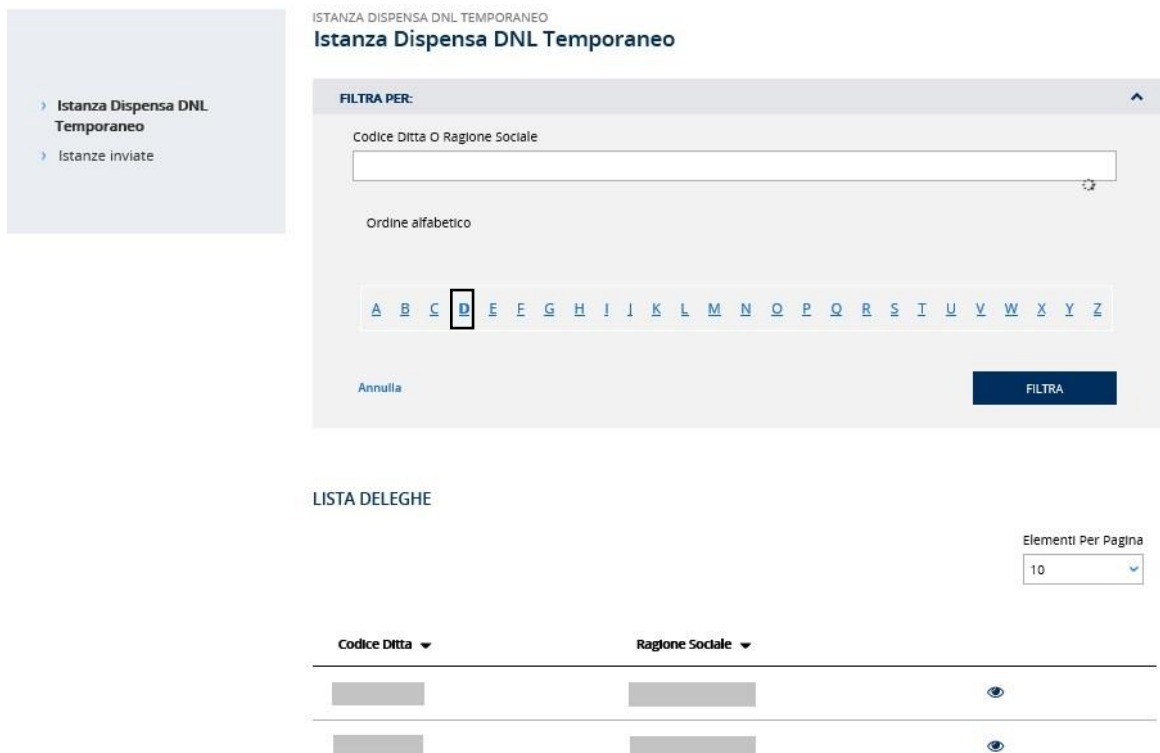 ISTANZA DISPENSA DNL TEMPORANEO
Istanza Dispensa DNL Temporaneo
Istanza Dispensa DNL
Temporaneo
Istanze inviate
FILTRA PER:
Codice Ditta O Ragione Sociale
Ordine alfabetico
A B C D E F G H I J K L M N O P Q R S T U V W X Y Z
Annulla
FILTRA
LISTA DELEGHE
Elementi Per Pagina
10
Codice Ditta Ragione Sociale